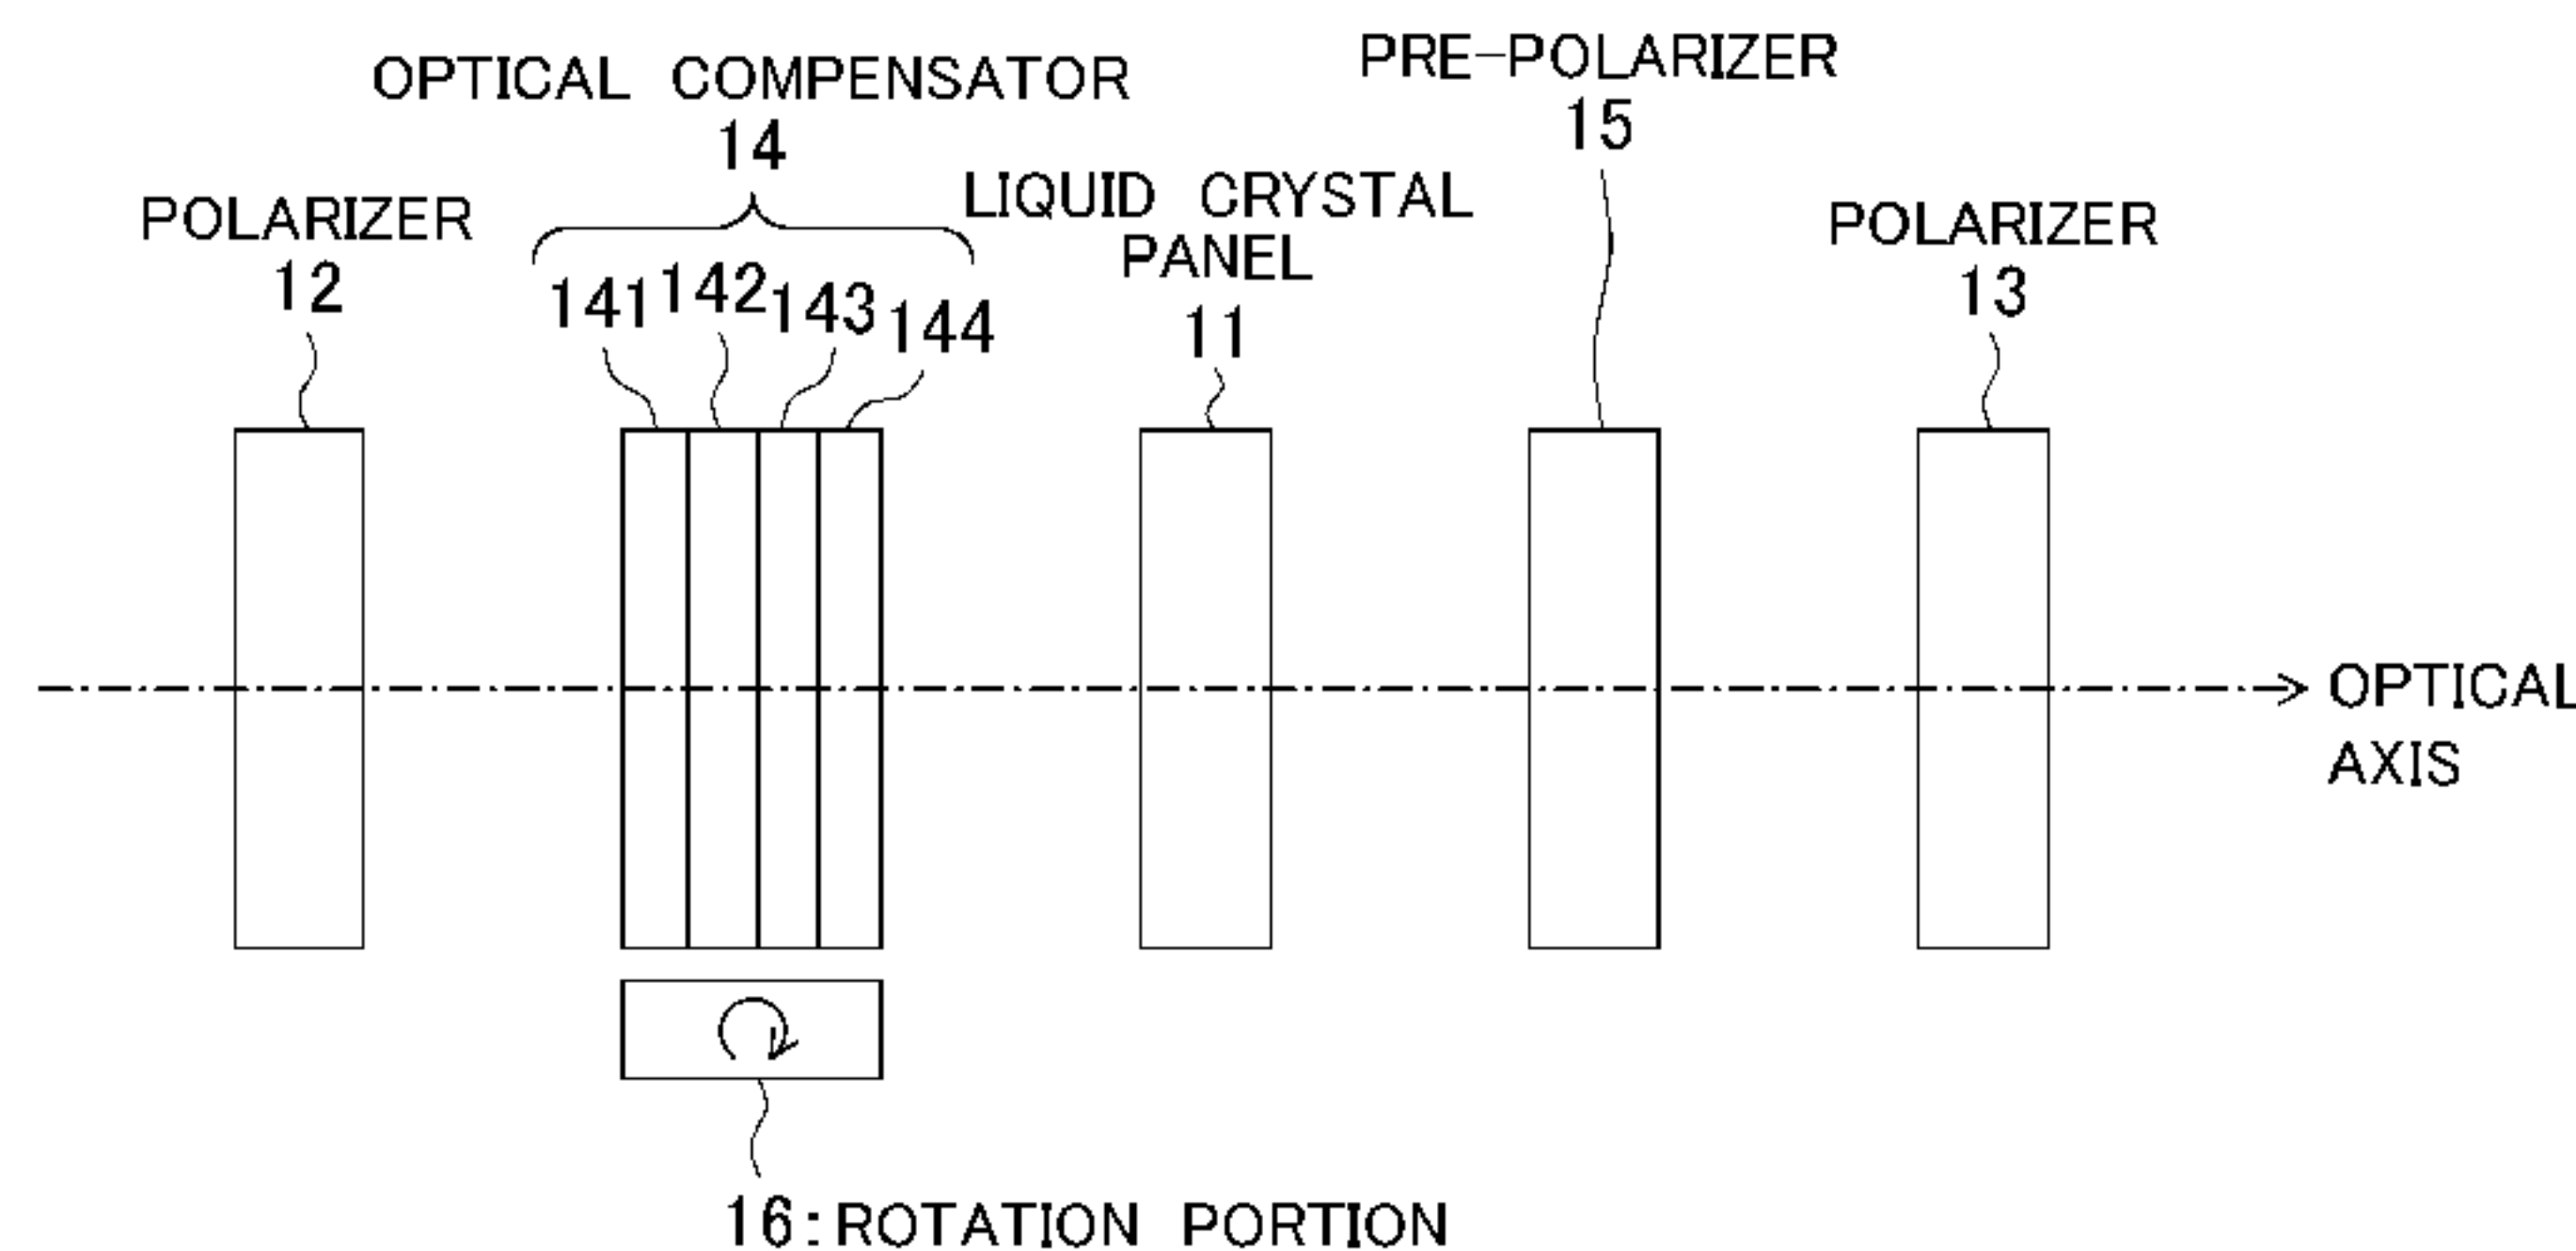 OPTICAL COMPENSATOR
14
PRE-POLARIZER
15
POLARIZER
12
LIQUID CRYSTAL
PANEL
11
POLARIZER
13
141
142
143
144
OPTICAL
AXIS
16:ROTATION PORTION